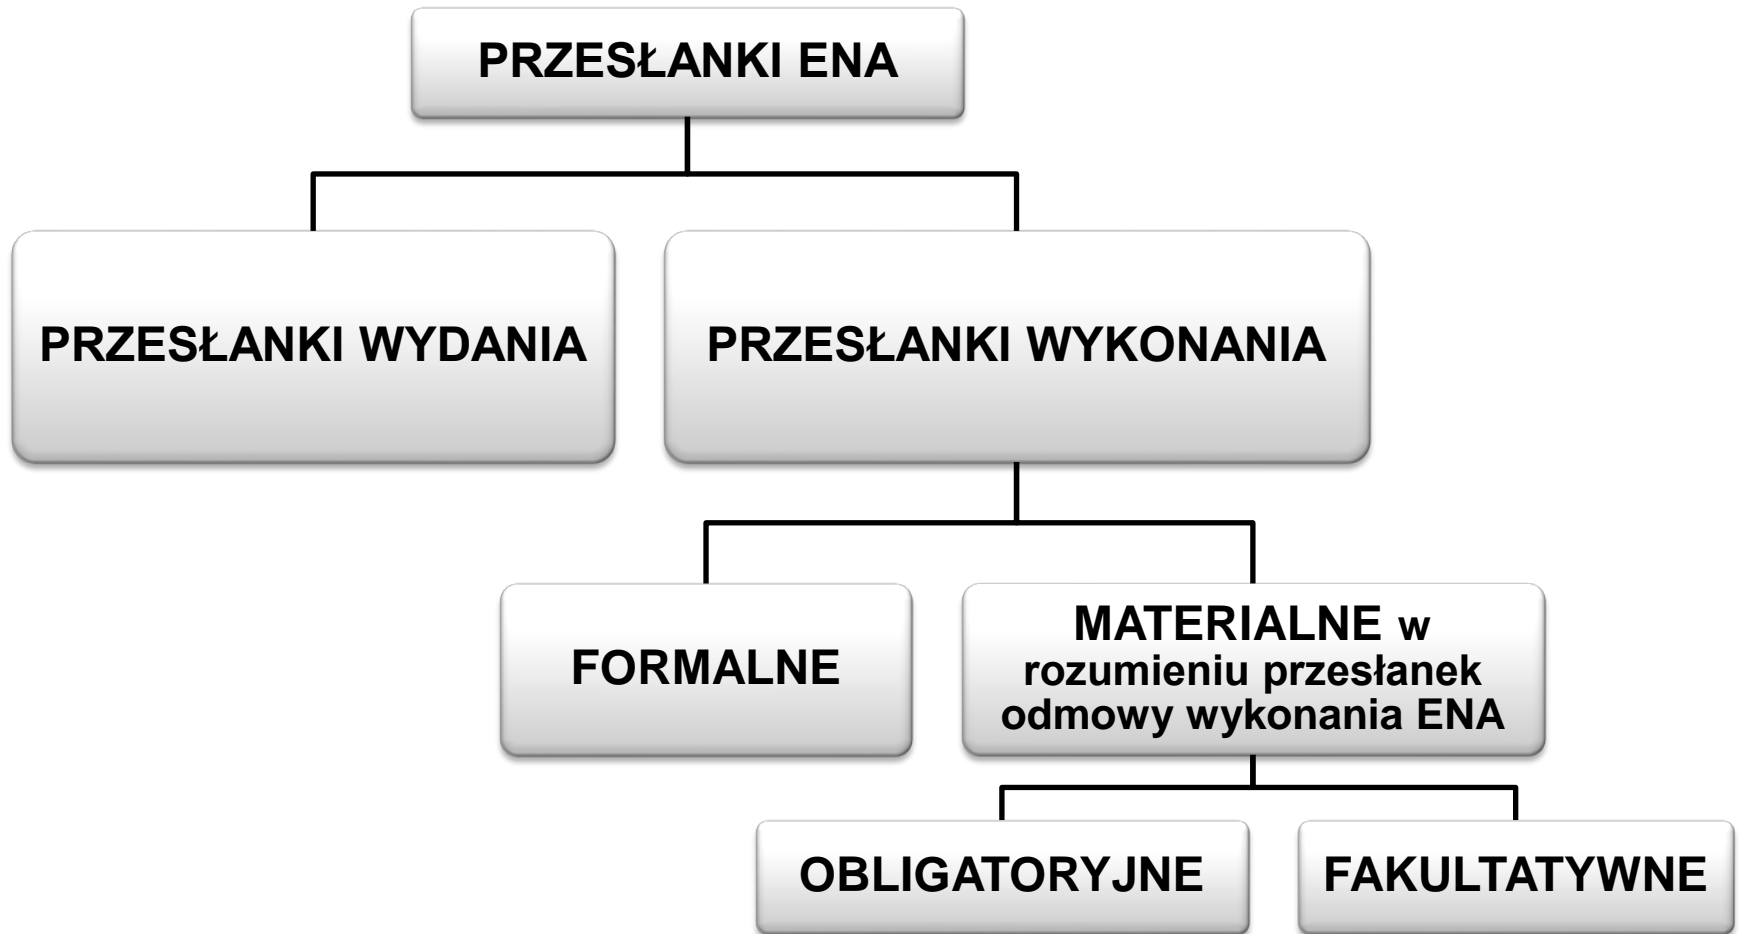 PRZESŁANKI ENA
PRZESŁANKI WYDANIA
PRZESŁANKI WYKONANIA
FORMALNE
MATERIALNE w
rozumieniu przesłanek
odmowy wykonania ENA
OBLIGATORYJNE
FAKULTATYWNE